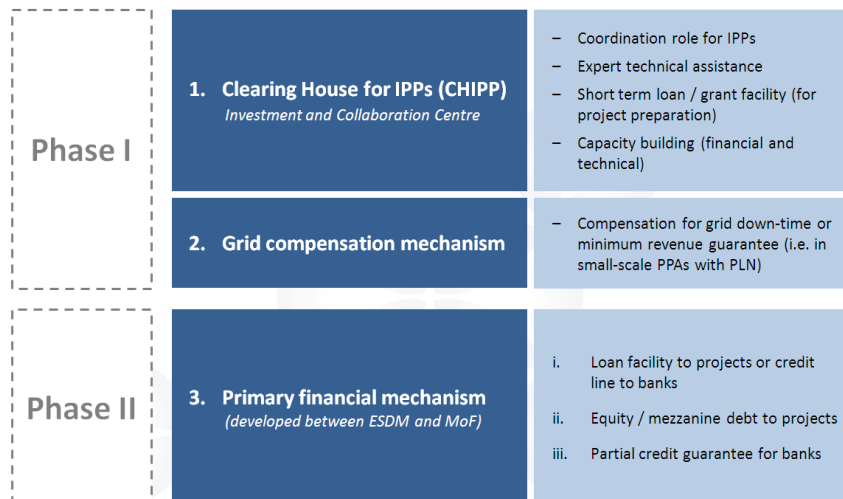 Phase I
1. Clearing House for IPPs (CHIPP)
Investment and Collaboration Centre
– Coordination role for IPPs
– Expert technical assistance
– Short term loan / grant facility (for
project preparation)
– Capacity building (financial and
technical)
2. Grid compensation mechanism
– Compensation for grid down-time or
minimum revenue guarantee (i.e. in
small-scale PPAs with PLN)
Phase II
3. Primary financial mechanism
(developed between ESDM and MoF)
i. Loan facility to projects or credit
line to banks
ii. Equity / mezzanine debt to projects
iii. Partial credit guarantee for banks